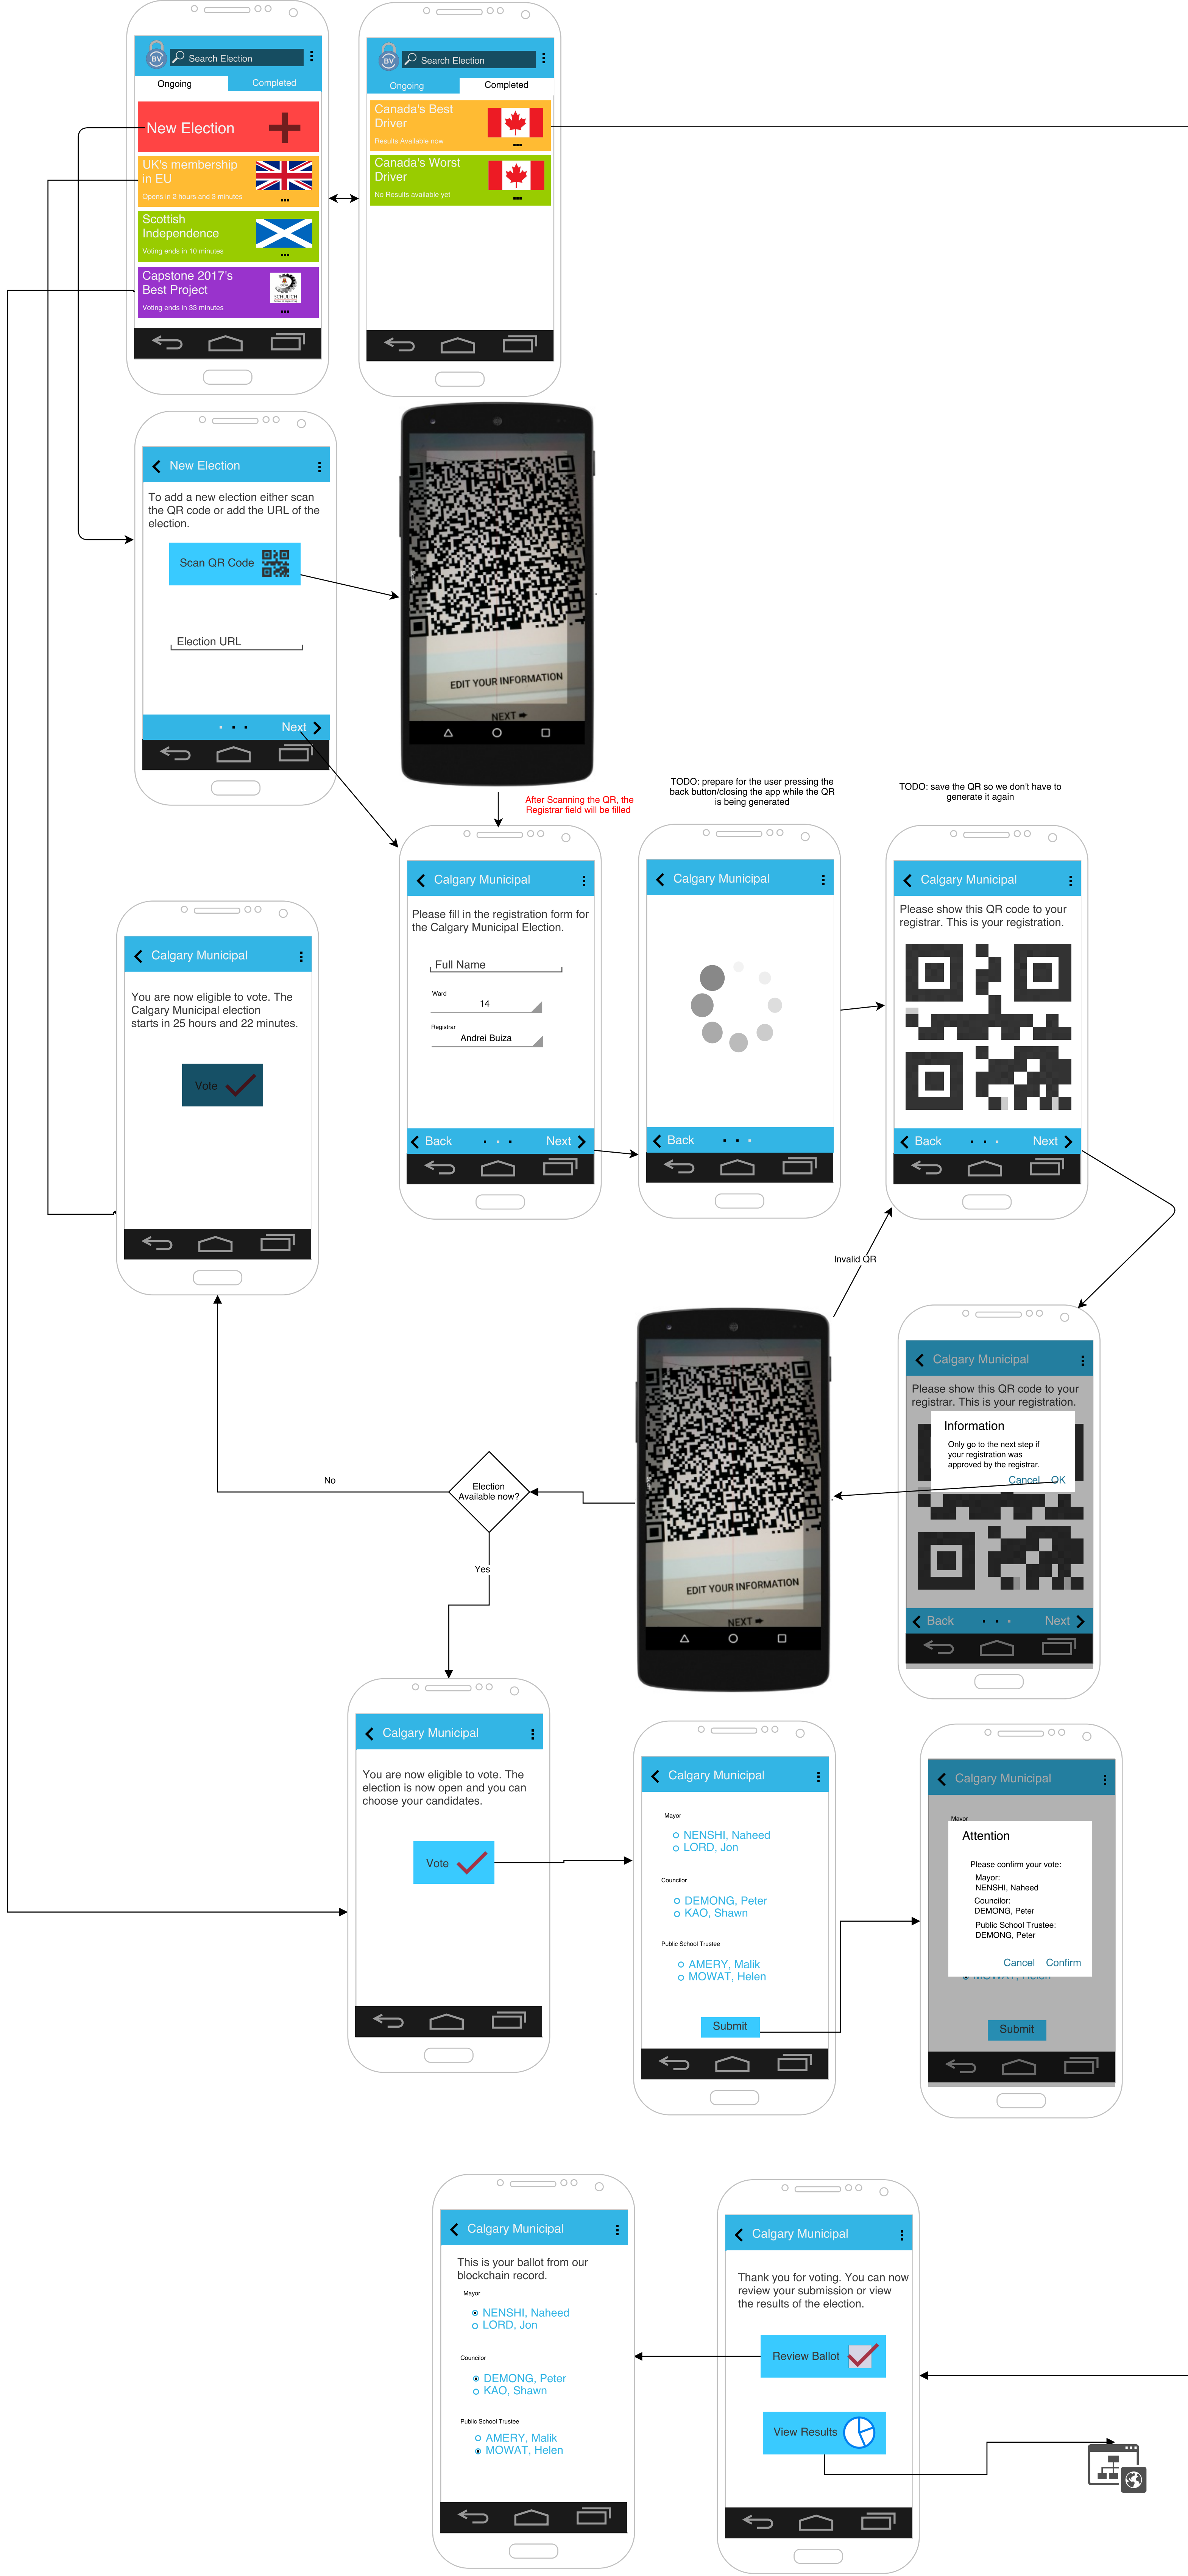 BV
Search Election
Ongoing
Completed
New Election
UK's membership
in EU
Opens in 2 hours and 3 minutes
Scottish
Independence
Voting ends in 10 minutes
Capstone 2017's
Best Project
SCHULICH
Voting ends in 33 minutes
BV
Search Election
Ongoing
Completed
Canada's Best
Driver
Results Available now
Canada's Worst
Driver
No Results available yet
New Election
To add a new election either scan
the QR code or add the URL of the
election.
Scan QR Code
Election URL
Next
EDIT YOUR INFORMATION
NEXT
After Scanning the QR, the
Registrar field will be filled
TODO: prepare for the user pressing the
back button/closing the app while the QR
is being generated
TODO: save the QR so we don't have to
generate it again
Calgary Municipal
Please fill in the registration form for
the Calgary Municipal Election.
Full Name
Ward
14
Registrar
Andrei Buiza
Back
Next
Calgary Municipal
Back
Calgary Municipal
Please show this QR code to your
registrar. This is your registration.
Back
Next
Calgary Municipal
You are now eligible to vote. The
Calgary Municipal election
starts in 25 hours and 22 minutes.
Vote
Invalid QR
Calgary Municipal
Please show this QR code to your
registrar. This is your registration.
Information
Only go to the next step if
your registration was
approved by the registrar.
Cancel
OK
Back
Next
EDIT YOUR INFORMATION
NEXT
Election
Available now?
No
Yes
Calgary Municipal
You are now eligible to vote. The
election is now open and you can
choose your candidates.
Vote
Calgary Municipal
Mayor
NENSHI, Naheed
LORD, Jon
Councilor
DEMONG, Peter
KAO, Shawn
Public School Trustee
AMERY, Malik
MOWAT, Helen
Submit
Calgary Municipal
Mayor
Attention
Please confirm your vote:
Mayor:
NENSHI, Naheed
Councilor:
DEMONG, Peter
Public School Trustee:
DEMONG, Peter
Cancel
Confirm
MOWAT, Helen
Submit
Calgary Municipal
This is your ballot from our
blockchain record.
Mayor
NENSHI, Naheed
LORD, Jon
Councilor
DEMONG, Peter
KAO, Shawn
Public School Trustee
AMERY, Malik
MOWAT, Helen
Calgary Municipal
Thank you for voting. You can now
review your submission or view
the results of the election.
Review Ballot
View Results